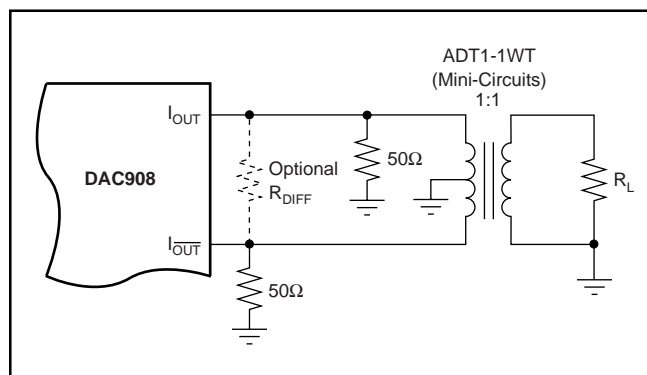 ADT1-1WT
(Mini-Circuits)
1:1
I_OUT
Optional
R_DIFF
50Ω
DAC908
R_L
I_OUT̅
50Ω